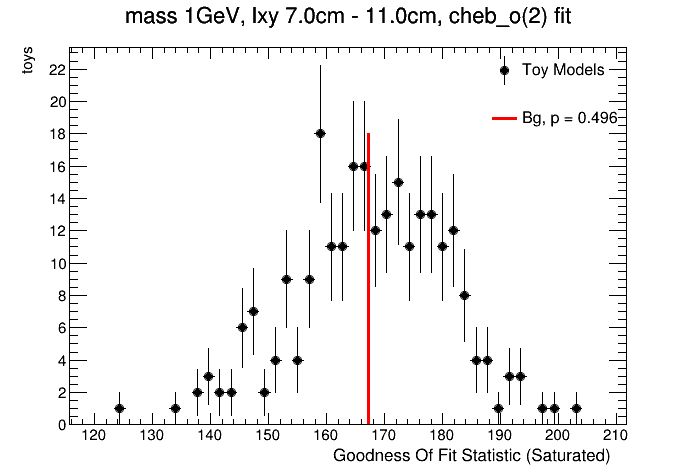 mass 1GeV, lxy 7.0cm - 11.0cm, cheb_o(2) fit
toys
Toy Models
Bg, p = 0.496
22
20
18
16
14
12
10
8
6
4
2
0
120 130 140 150 160 170 180 190 200 210
Goodness Of Fit Statistic (Saturated)